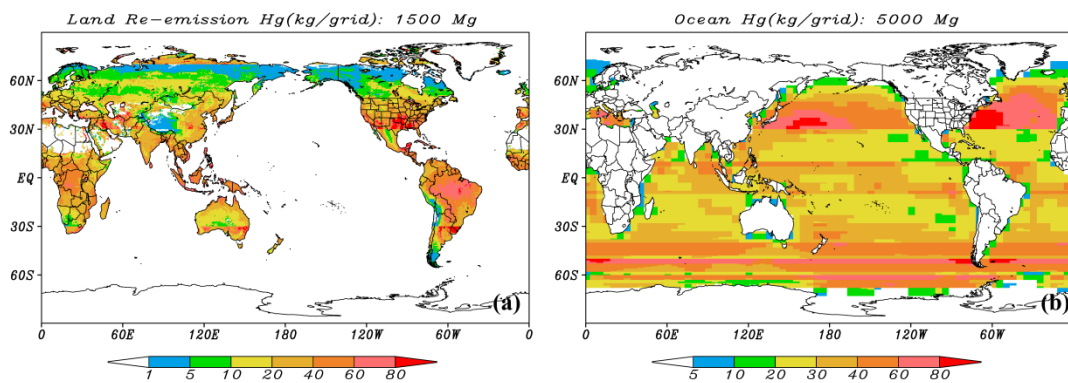 Land Re-emission Hg(kg/grid): 1500 Mg
60N
30N
EQ
30S
60S
0 60E 120E 180 120W 60W 0
(a)
1 5 10 20 40 60 80
Ocean Hg(kg/grid): 5000 Mg
60N
30N
EQ
30S
60S
0 60E 120E 180 120W 60W
(b)
5 10 20 30 40 60 80